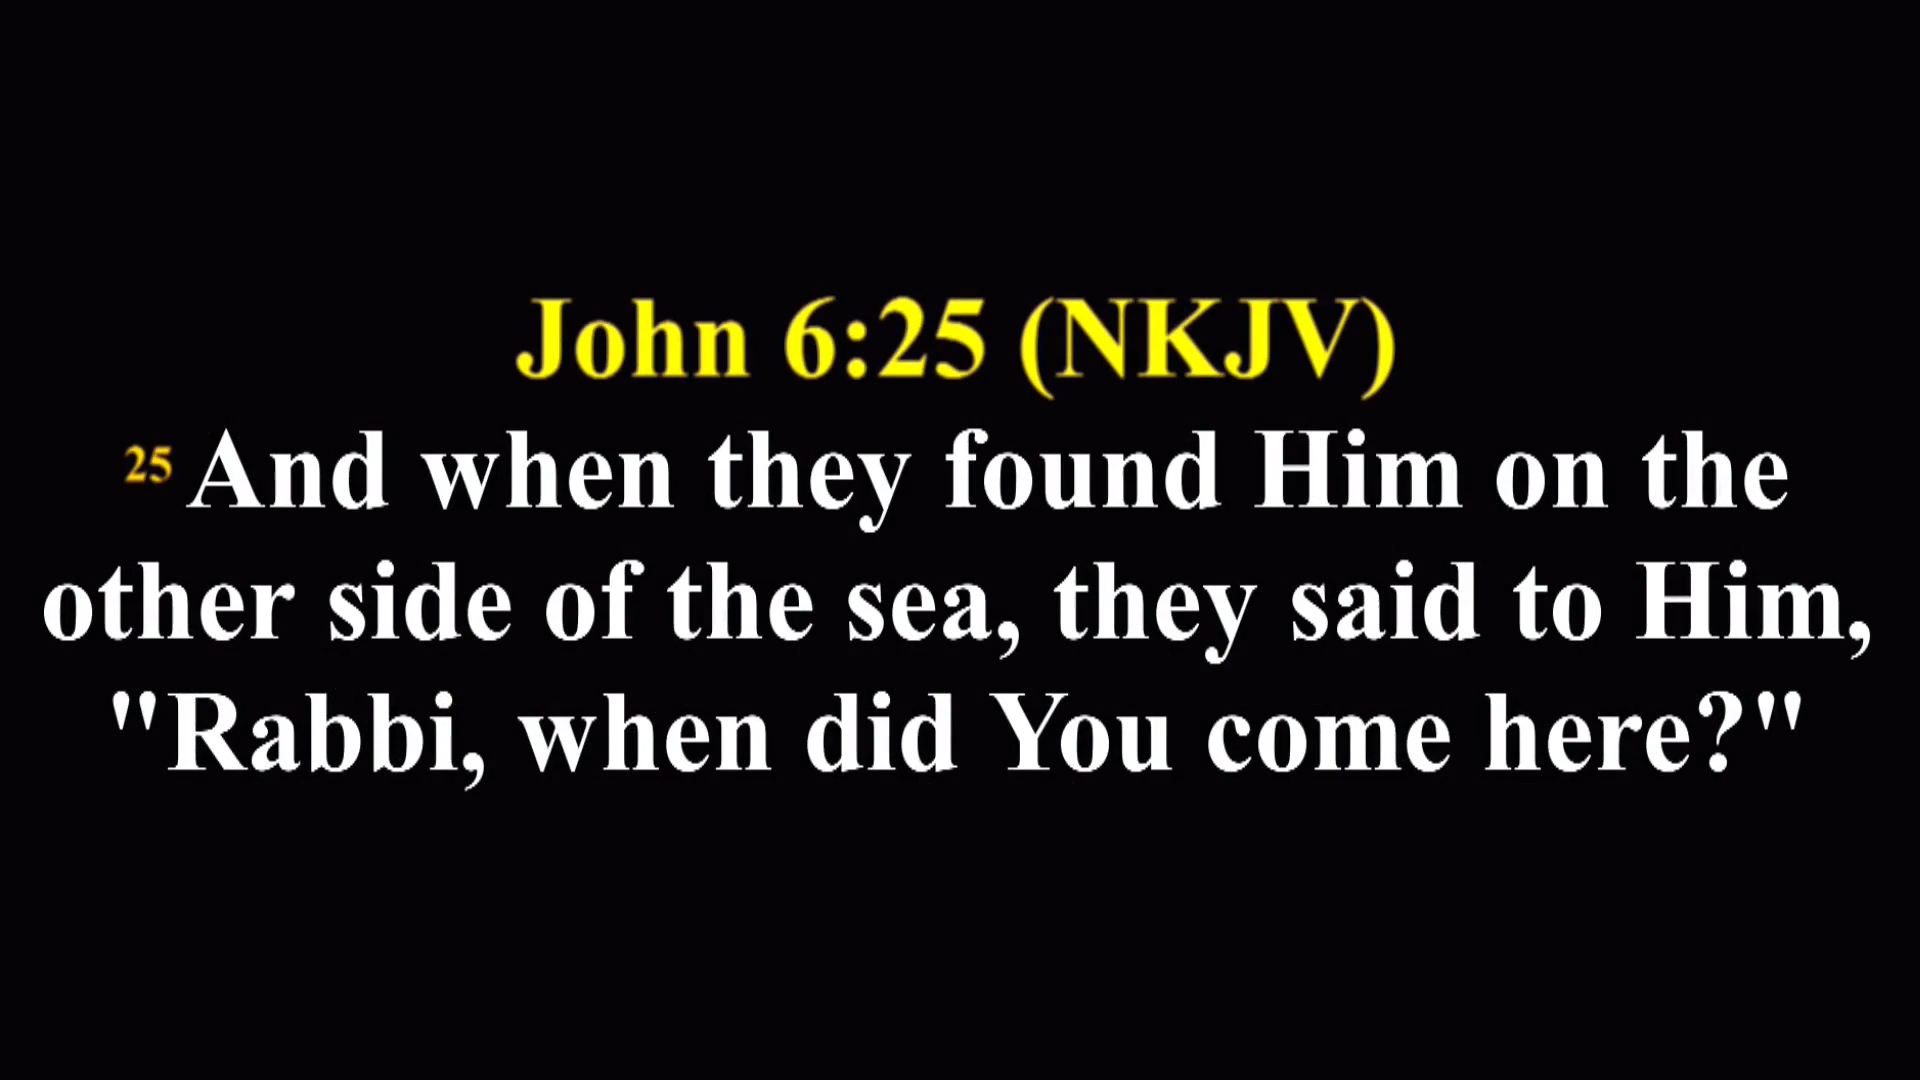 John 6:25 (NKJV)
25 And when they found Him on the
other side of the sea, they said to Him,
"Rabbi, when did You come here?"